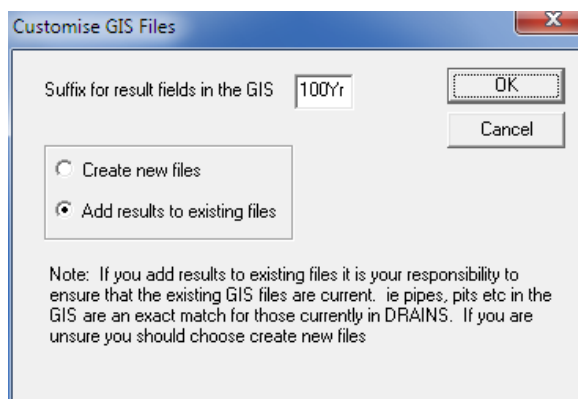 Customise GIS Files
Suffix for result fields in the GIS 100Yr
OK
Cancel
Create new files
Add results to existing files
Note: If you add results to existing files it is your responsibility to
ensure that the existing GIS files are current. ie pipes, pits etc in the
GIS are an exact match for those currently in DRAINS. If you are
unsure you should choose create new files